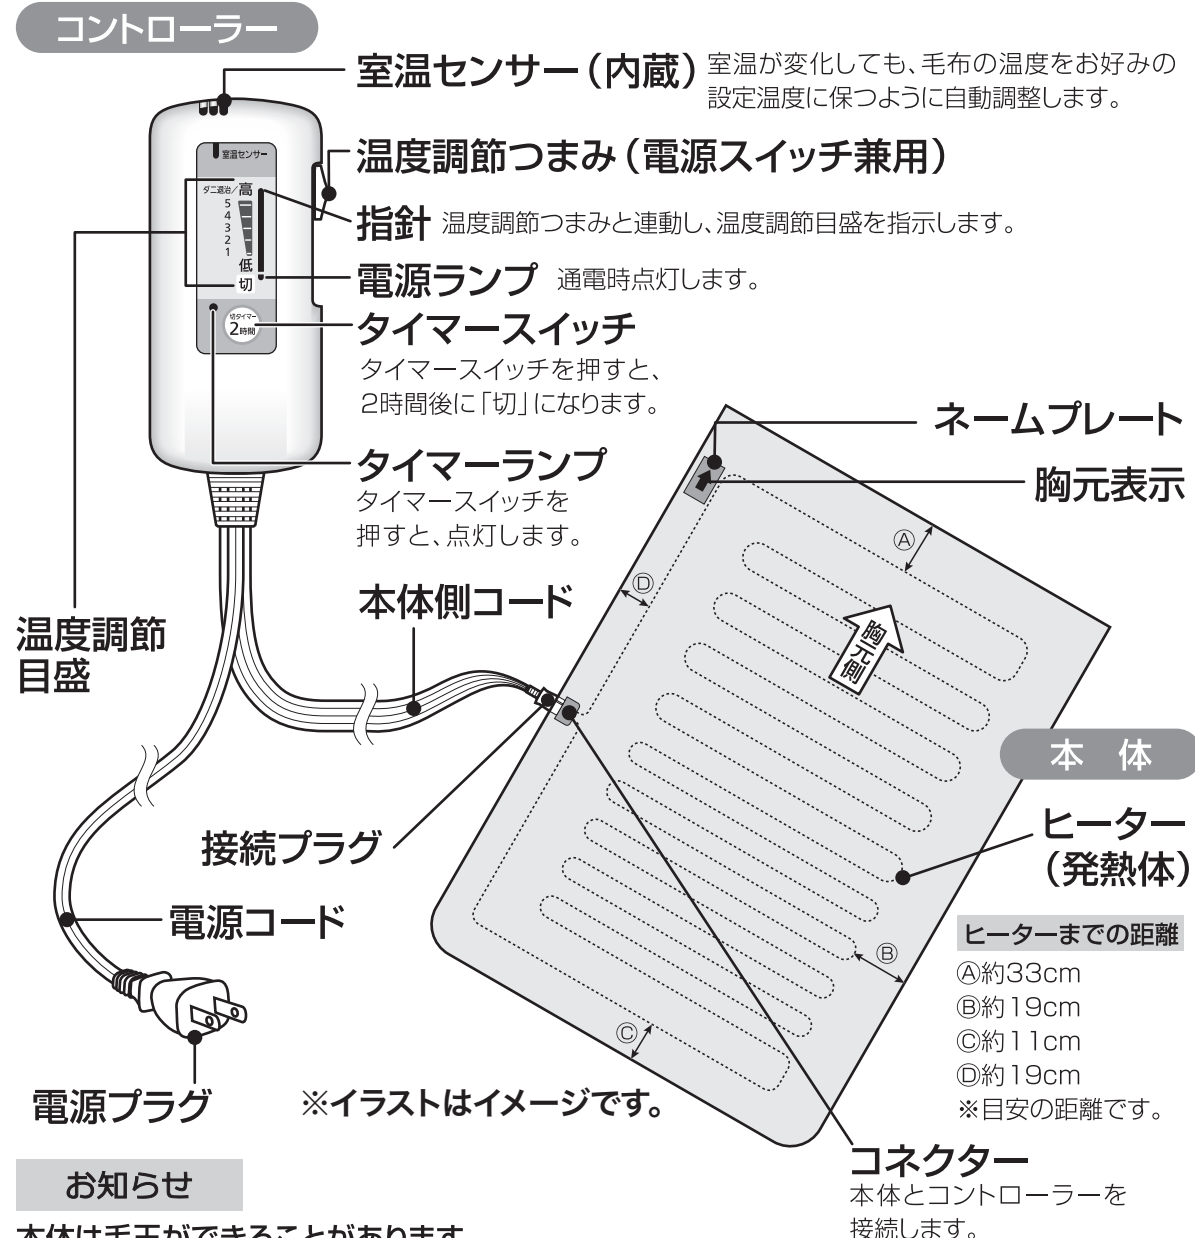 コントローラー
室温センサー（内蔵）
室温が変化しても、毛布の温度をお好みの
設定温度に保つように自動調整します。
温度調節つまみ（電源スイッチ兼用）
指針 温度調節つまみと連動し、温度調節目盛を指示します。
電源ランプ 通電時点灯します。
タイマースイッチ
タイマースイッチを押すと、
2時間後に「切」になります。
タイマーランプ
タイマースイッチを
押すと、点灯します。
室温センサー
ダニ退治/高
5
4
3
2
1
低
切
切タイマー
2時間
温度調節
目盛
本体側コード
接続プラグ
電源コード
電源プラグ
ネームプレート
胸元表示
Ⓐ
Ⓓ
胸元側
本体
ヒーター
（発熱体）
Ⓑ
Ⓒ
ヒーターまでの距離
Ⓐ約33cm
Ⓑ約19cm
Ⓒ約11cm
Ⓓ約19cm
※目安の距離です。
※イラストはイメージです。
コネクター
本体とコントローラーを
接続します。
お知らせ
本体は毛玉ができることがあります